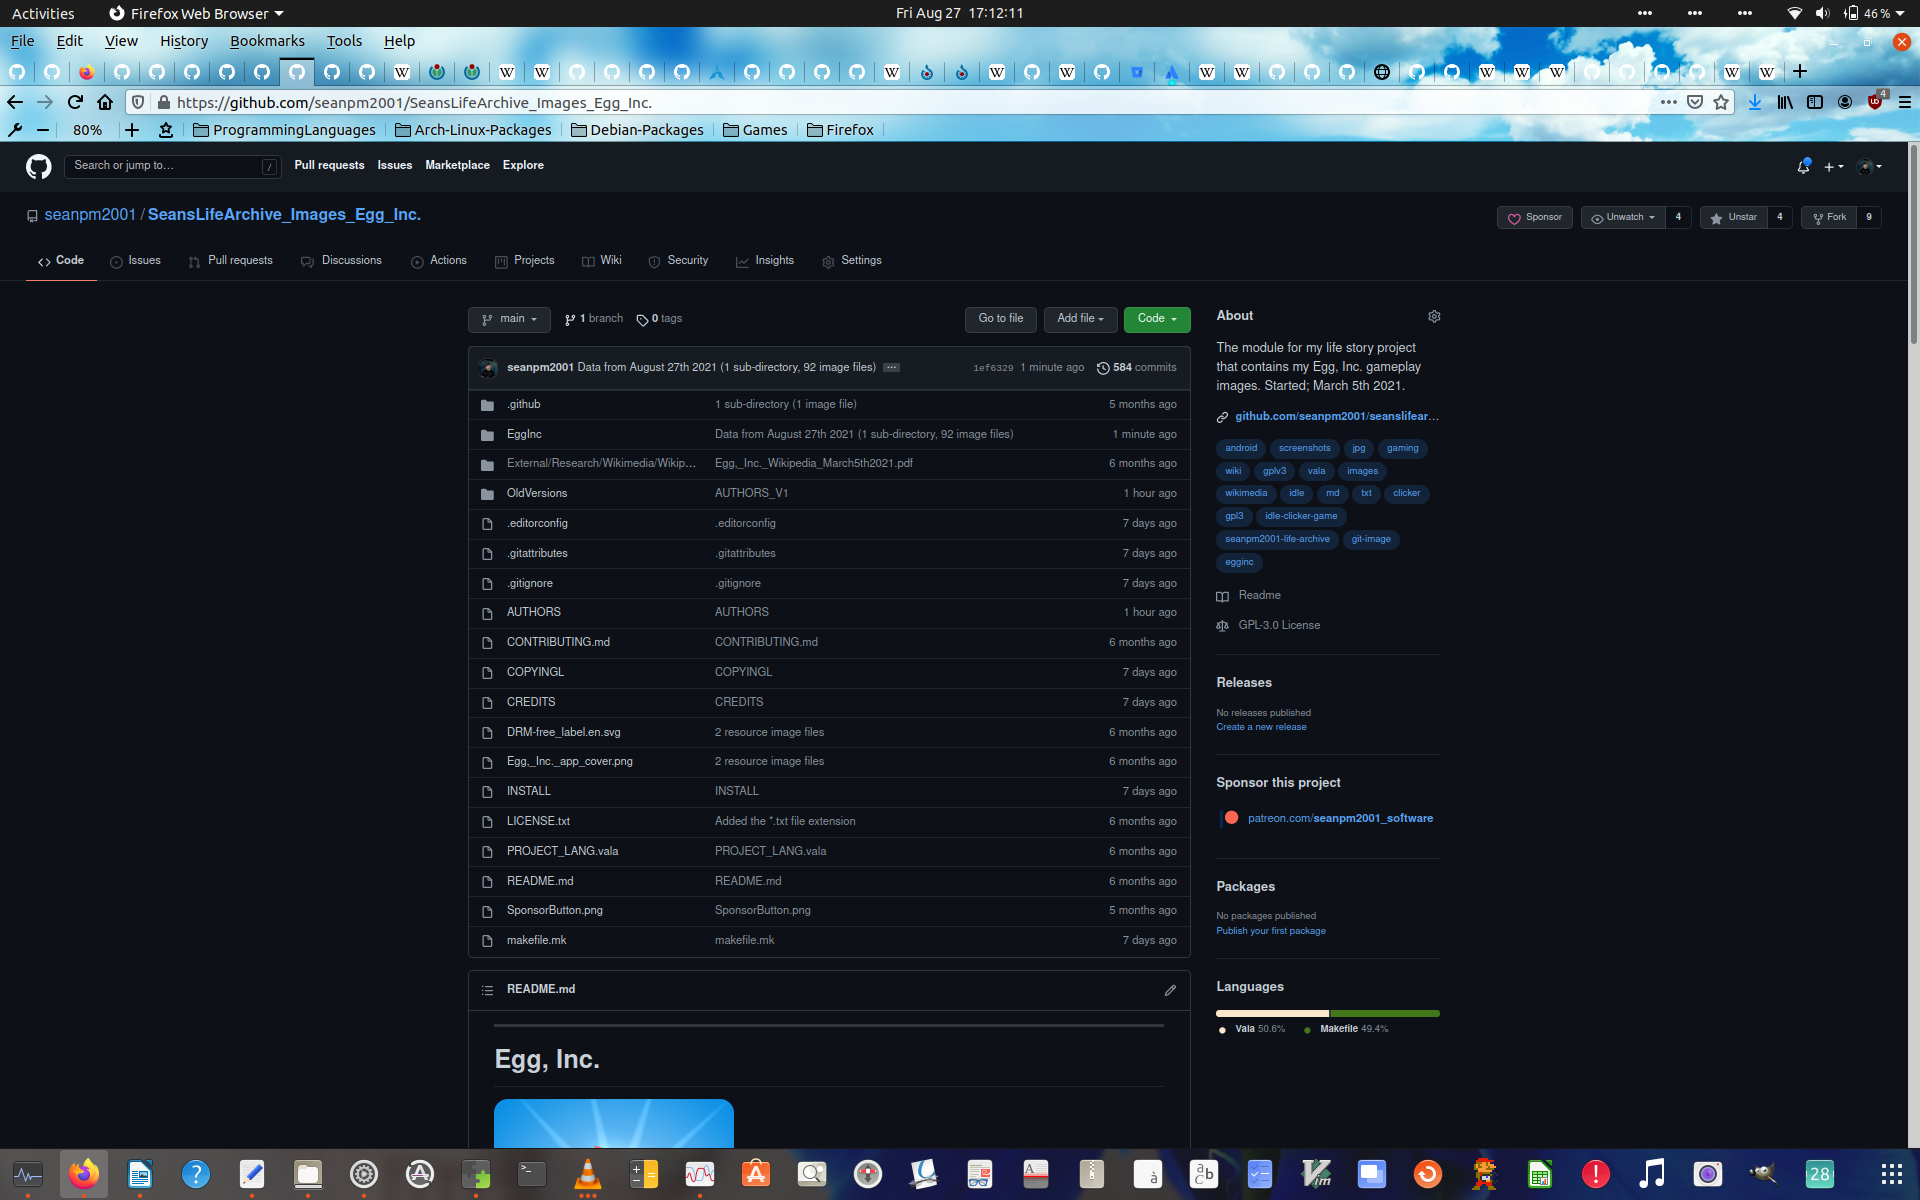 Activities Firefox Web Browser Fri Aug 27 17:12:11 46 %
File Edit View History Bookmarks Tools Help
https://github.com/seanpm2001/SeansLifeArchive_Images_Egg_Inc. 4
80% ProgrammingLanguages Arch-Linux-Packages Debian-Packages Games Firefox
Search or jump to… / Pull requests Issues Marketplace Explore
seanpm2001 / SeansLifeArchive_Images_Egg_Inc. Sponsor Unwatch 4 Unstar 4 Fork 9
Code Issues Pull requests Discussions Actions Projects Wiki Security Insights Settings
main 1 branch 0 tags Go to file Add file Code
seanpm2001 Data from August 27th 2021 (1 sub-directory, 92 image files) 1ef6329 1 minute ago 584 commits
.github 1 sub-directory (1 image file) 5 months ago
EggInc Data from August 27th 2021 (1 sub-directory, 92 image files) 1 minute ago
External/Research/Wikimedia/Wikip… Egg,_Inc._Wikipedia_March5th2021.pdf 6 months ago
OldVersions AUTHORS_V1 1 hour ago
.editorconfig .editorconfig 7 days ago
.gitattributes .gitattributes 7 days ago
.gitignore .gitignore 7 days ago
AUTHORS AUTHORS 1 hour ago
CONTRIBUTING.md CONTRIBUTING.md 6 months ago
COPYINGL COPYINGL 7 days ago
CREDITS CREDITS 7 days ago
DRM-free_label.en.svg 2 resource image files 6 months ago
Egg,_Inc._app_cover.png 2 resource image files 6 months ago
INSTALL INSTALL 7 days ago
LICENSE.txt Added the *.txt file extension 6 months ago
PROJECT_LANG.vala PROJECT_LANG.vala 6 months ago
README.md README.md 6 months ago
SponsorButton.png SponsorButton.png 5 months ago
makefile.mk makefile.mk 7 days ago
README.md
Egg, Inc.
About
The module for my life story project
that contains my Egg, Inc. gameplay
images. Started; March 5th 2021.
github.com/seanpm2001/seanslifear…
android screenshots jpg gaming
wiki gplv3 vala images
wikimedia idle md txt clicker
gpl3 idle-clicker-game
seanpm2001-life-archive git-image
egginc
Readme
GPL-3.0 License
Releases
No releases published
Create a new release
Sponsor this project
patreon.com/seanpm2001_software
Packages
No packages published
Publish your first package
Languages
Vala 50.6% Makefile 49.4%
28